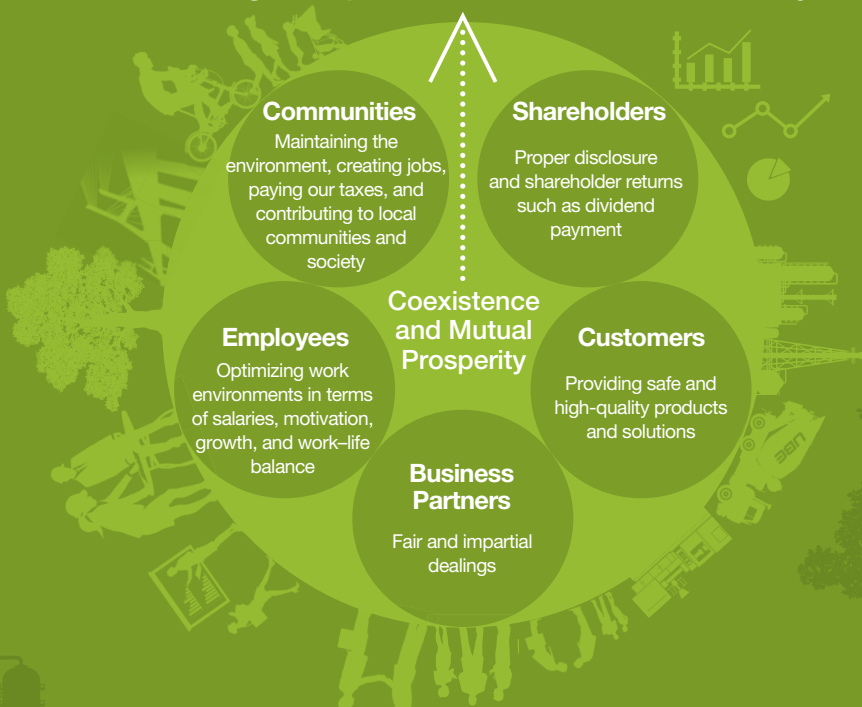 Communities
Maintaining the
environment, creating jobs,
paying our taxes, and
contributing to local
communities and
society
Shareholders
Proper disclosure
and shareholder returns
such as dividend
payment
Coexistence
and Mutual
Prosperity
Employees
Optimizing work
environments in terms
of salaries, motivation,
growth, and work–life
balance
Customers
Providing safe and
high-quality products
and solutions
UBE
Business
Partners
Fair and impartial
dealings